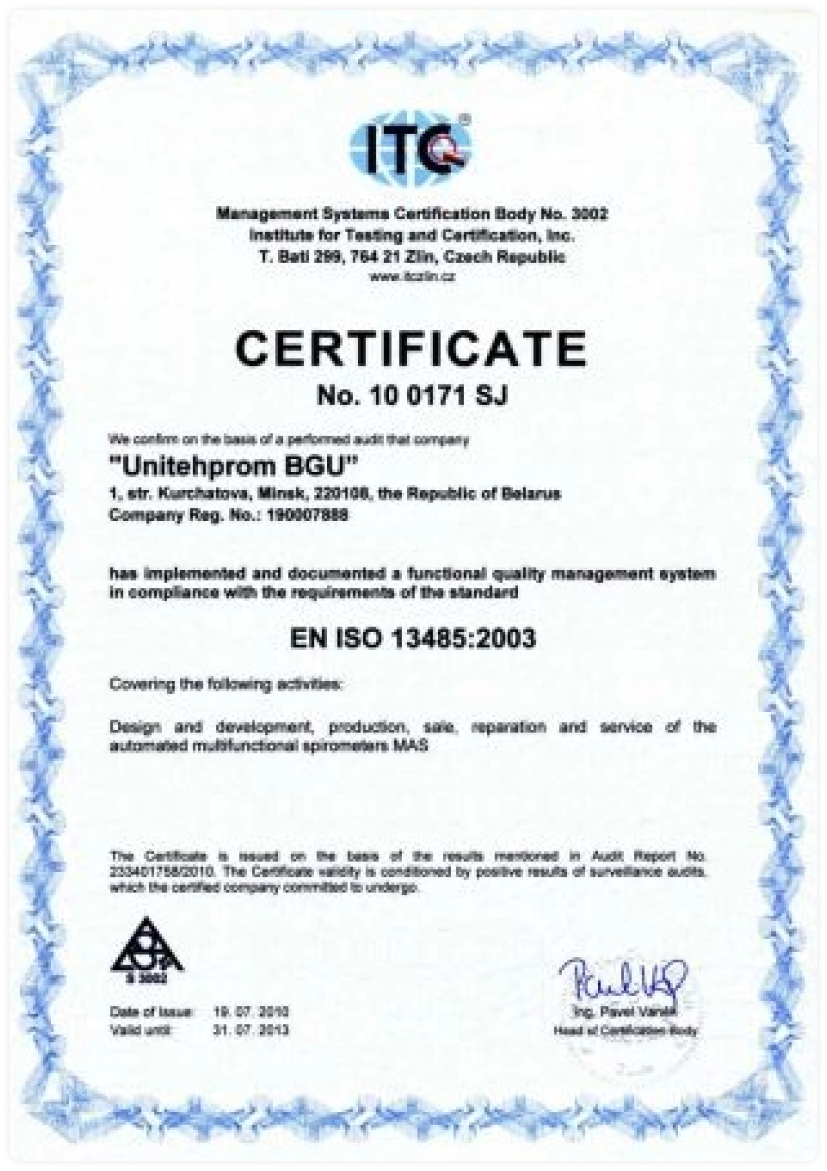 ITC ®
Management Systems Certification Body No. 3002
Institute for Testing and Certification, Inc.
T. Bati 299, 764 21 Zlin, Czech Republic
www.itczlin.cz
CERTIFICATE
No. 10 0171 SJ
We confirm on the basis of a performed audit that company
"Unitehprom BGU”
1, str. Kurchatova, Minsk, 220108, the Republic of Belarus
Company Reg. No.: 190007888
has implemented and documented a functional quality management system
in compliance with the requirements of the standard
EN ISO 13485:2003
Covering the following activities:
Design and development, production, sale, reparation and service of the
automated multifunctional spirometers MAS
The Certificate is issued on the basis of the results mentioned in Audit Report No.
233401758/2010. The Certificate validity is conditioned by positive results of surveillance audits,
which the certified company committed to undergo.
S 3002
Date of Issue: 19. 07. 2010
Valid until: 31. 07. 2013
Ing. Pavel Vaněk
Head of Certification Body